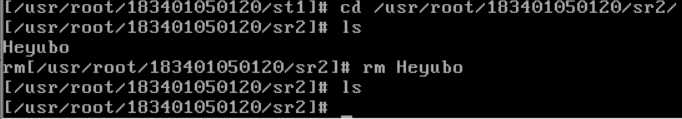 [/usr/root/183401050120/st1]# cd /usr/root/183401050120/sr2/
[/usr/root/183401050120/sr2]# ls
Heyubo
rm[/usr/root/183401050120/sr2]# rm Heyubo
[/usr/root/183401050120/sr2]# ls
[/usr/root/183401050120/sr2]# _